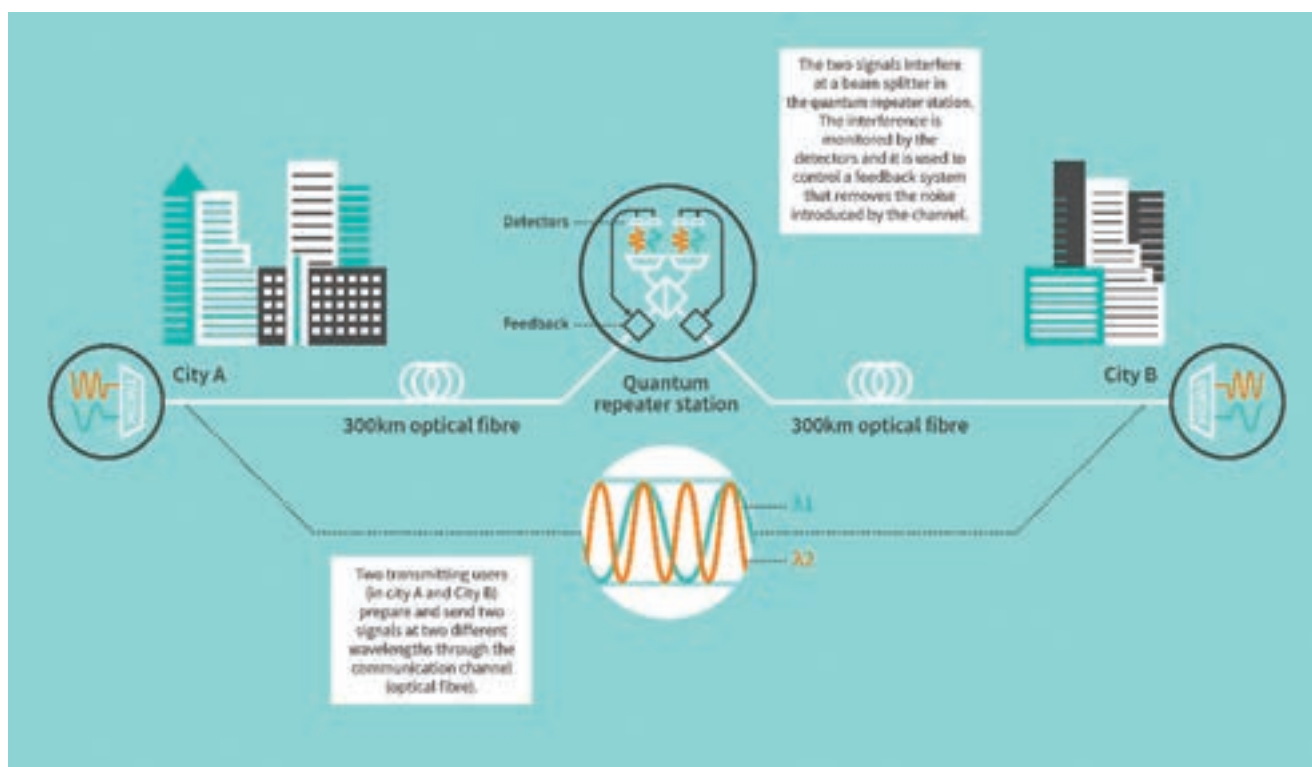 The two signals interfere
at a beam splitter in
the quantum repeater station.
The interference is
monitored by the
detectors and it is used to
control a feedback system
that removes the noise
introduced by the channel.
Detectors
Feedback
City A
Quantum
repeater station
City B
300km optical fibre
300km optical fibre
λ1
λ2
Two transmitting users
(in city A and City B)
prepare and send two
signals at two different
wavelengths through the
communication channel
(optical fibre).